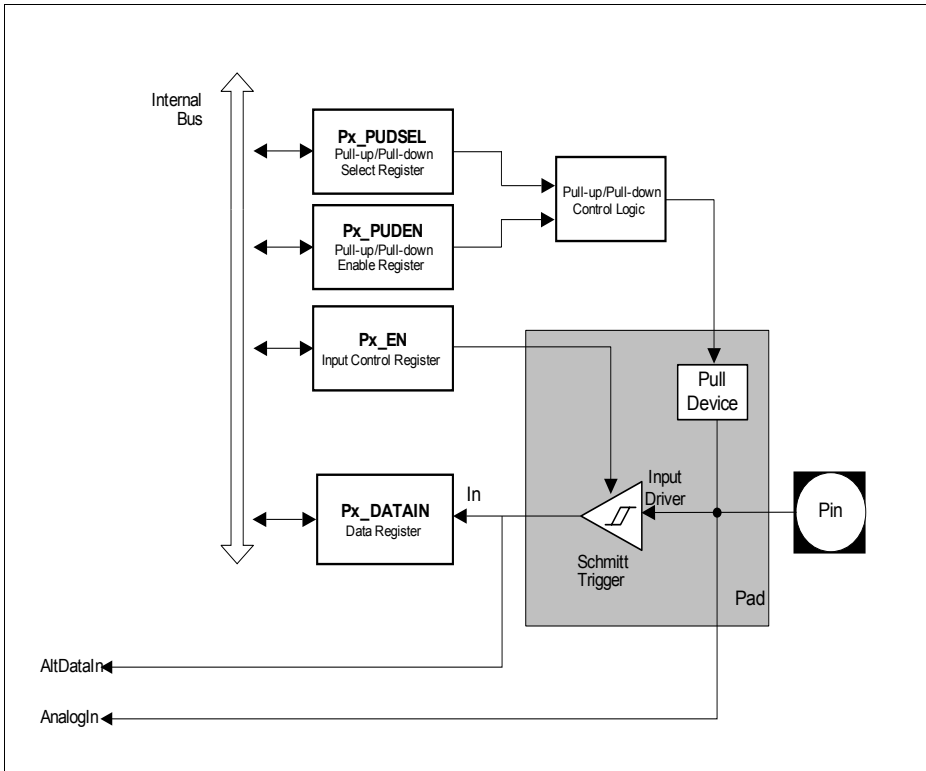 Internal
Bus
Px_PUDSEL
Pull-up/Pull-down
Select Register
Px_PUDEN
Pull-up/Pull-down
Enable Register
Pull-up/Pull-down
Control Logic
Px_EN
Input Control Register
Pull
Device
Px_DATAIN
Data Register
In
Input
Driver
Schmitt
Trigger
Pin
Pad
AltDataIn
AnalogIn